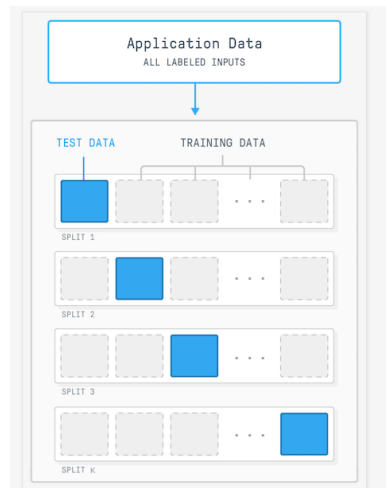 Application Data
ALL LABELED INPUTS
TEST DATA
TRAINING DATA
. . .
SPLIT 1
. . .
SPLIT 2
. . .
SPLIT 3
. . .
SPLIT K